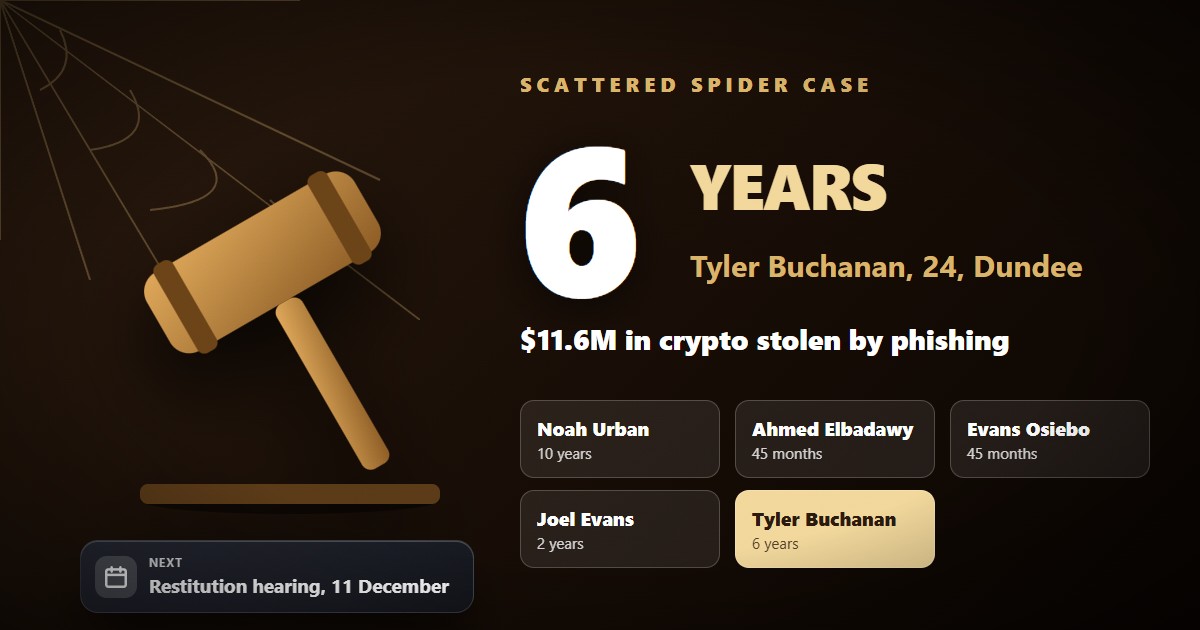 SCATTERED SPIDER CASE
6
YEARS
Tyler Buchanan, 24, Dundee
$11.6M in crypto stolen by phishing
Noah Urban
10 years
Ahmed Elbadawy
45 months
Evans Osiebo
45 months
Joel Evans
2 years
Tyler Buchanan
6 years
NEXT
Restitution hearing, 11 December